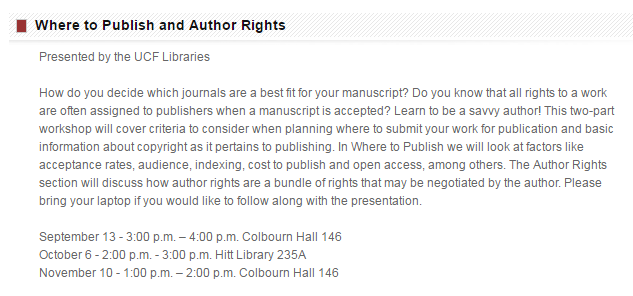 Where to Publish and Author Rights
Presented by the UCF Libraries
How do you decide which journals are a best fit for your manuscript? Do you know that all rights to a work
are often assigned to publishers when a manuscript is accepted? Learn to be a savvy author! This two-part
workshop will cover criteria to consider when planning where to submit your work for publication and basic
information about copyright as it pertains to publishing. In Where to Publish we will look at factors like
acceptance rates, audience, indexing, cost to publish and open access, among others. The Author Rights
section will discuss how author rights are a bundle of rights that may be negotiated by the author. Please
bring your laptop if you would like to follow along with the presentation.
September 13 - 3:00 p.m. – 4:00 p.m. Colbourn Hall 146
October 6 - 2:00 p.m. - 3:00 p.m. Hitt Library 235A
November 10 - 1:00 p.m. – 2:00 p.m. Colbourn Hall 146